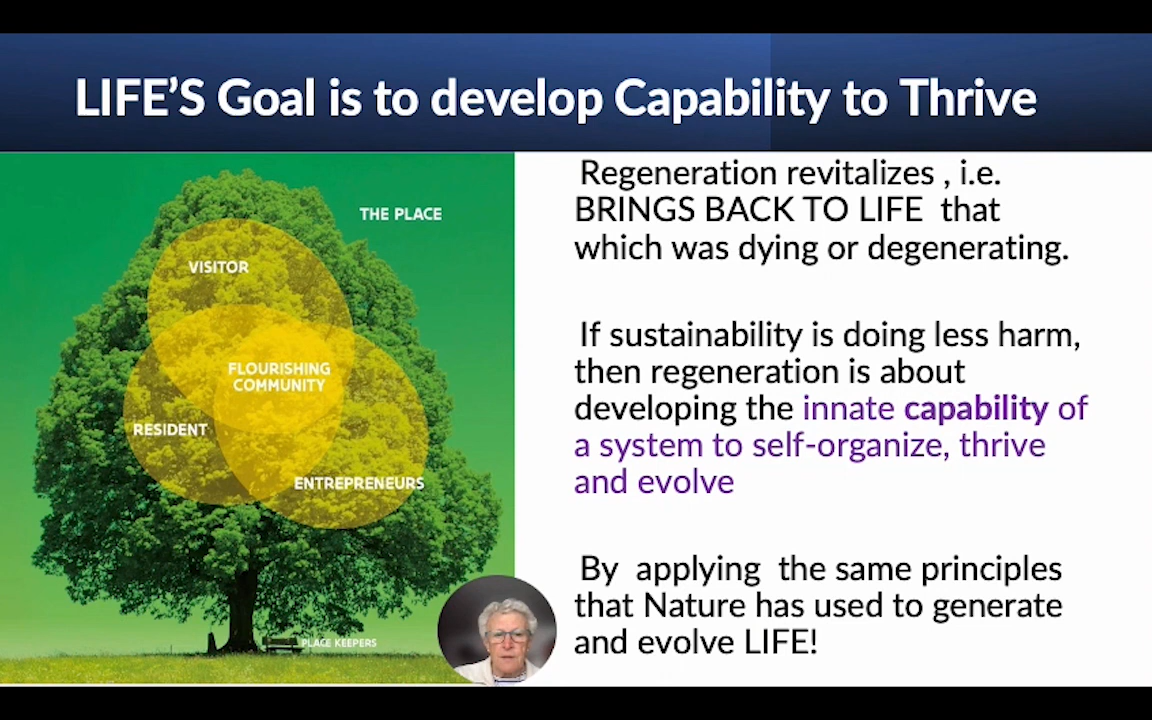 LIFE'S Goal is to develop Capability to Thrive
THE PLACE
VISITOR
FLOURISHING
COMMUNITY
RESIDENT
ENTREPRENEURS
PLACE KEEPERS
Regeneration revitalizes , i.e.
BRINGS BACK TO LIFE that
which was dying or degenerating.
If sustainability is doing less harm,
then regeneration is about
developing the innate capability of
a system to self-organize, thrive
and evolve
By applying the same principles
that Nature has used to generate
and evolve LIFE!